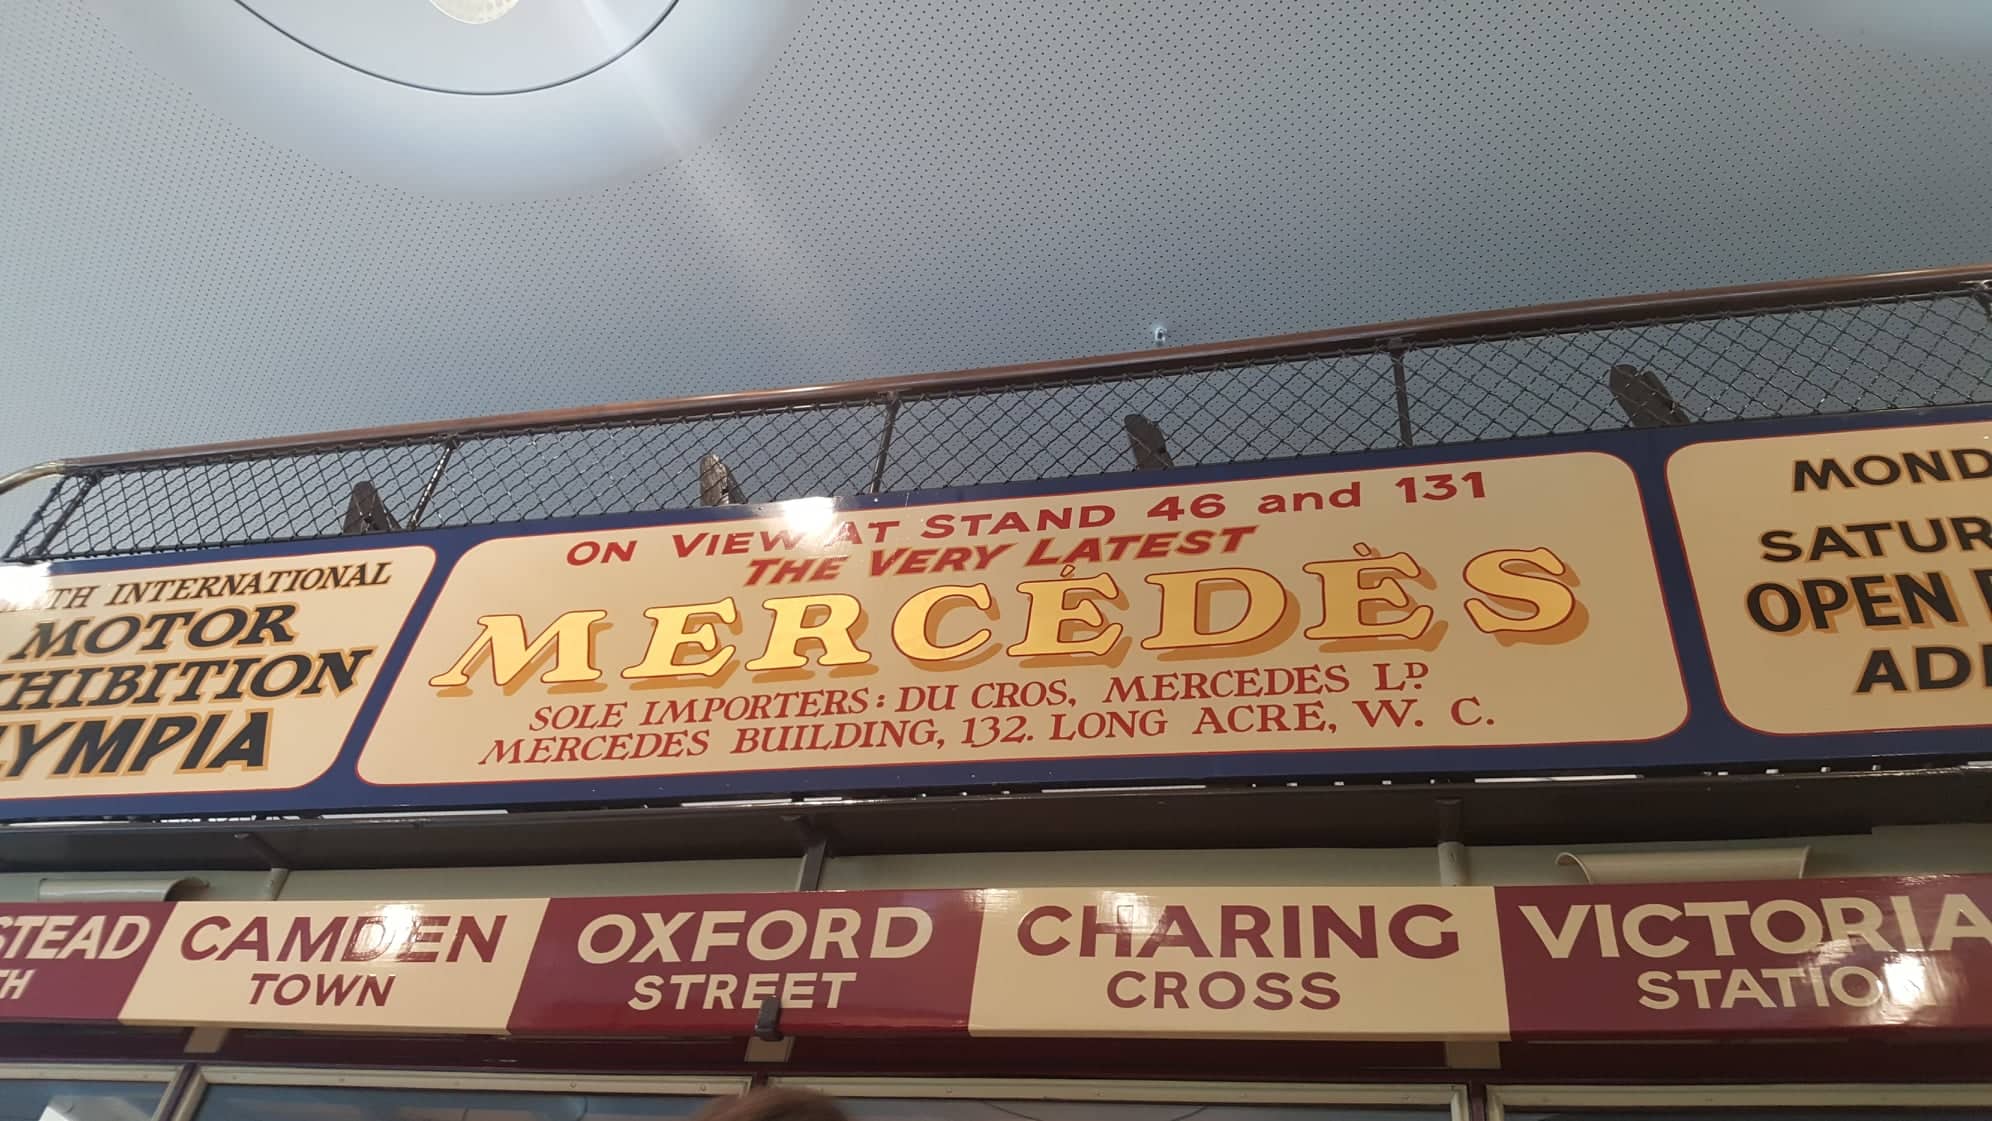 INTERNATIONAL
MOTOR
ON VIEW AT STAND 46 and 131
THE VERY LATEST
MERCÉDÈS
SOLE IMPORTERS: DU CROS, MERCEDES LD.
MERCEDES BUILDING, 132. LONG ACRE, W. C.
OPEN
CAMDEN
TOWN
OXFORD
STREET
CHARING
CROSS
VICTORIA
STATION